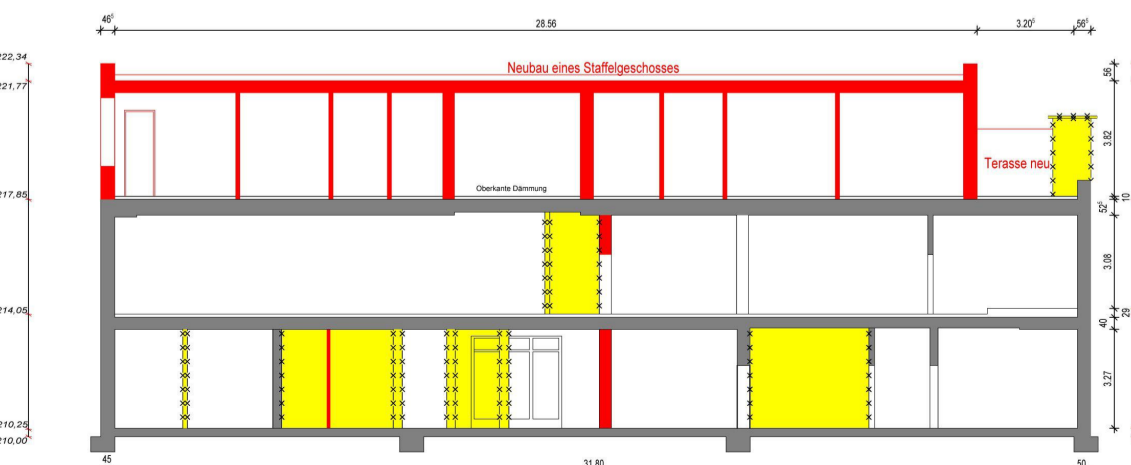 46⁵ 28.56 3.20⁵ 56⁵
222,34
Neubau eines Staffelgeschosses
221,77
56
3.82
Terasse neu
Oberkante Dämmung
217,85
10
52⁵
3.08
214,05
29
40
3.27
210,25
210,00
45 31.80 50